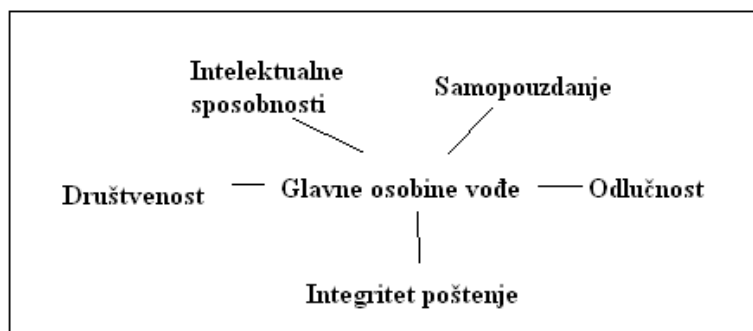 Intelektualne
sposobnosti
Samopouzdanje
Društvenost
Glavne osobine vođe
Odlučnost
Integritet poštenje